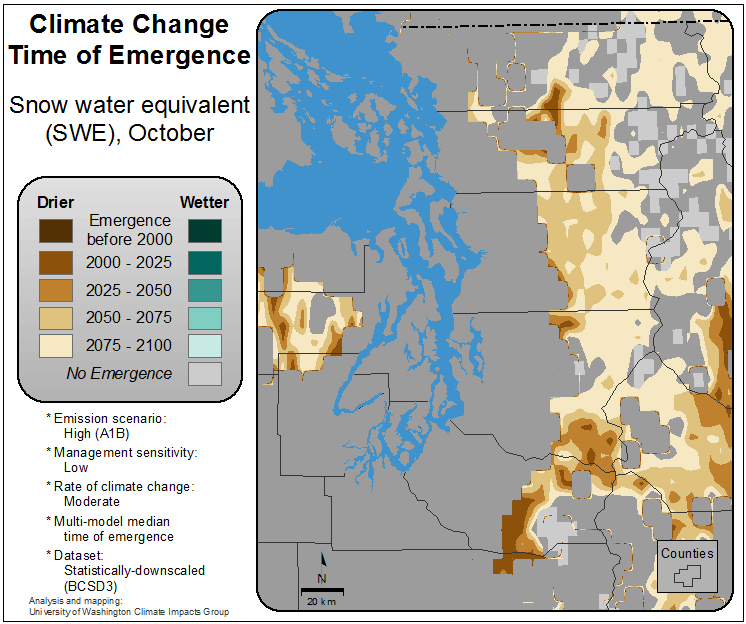 Climate Change
Time of Emergence
Snow water equivalent
(SWE), October
Drier Wetter
Emergence
before 2000
2000 - 2025
2025 - 2050
2050 - 2075
2075 - 2100
No Emergence
* Emission scenario:
High (A1B)
* Management sensitivity:
Low
* Rate of climate change:
Moderate
* Multi-model median
time of emergence
* Dataset:
Statistically-downscaled
(BCSD3)
Analysis and mapping:
University of Washington Climate Impacts Group
N
20 km
Counties